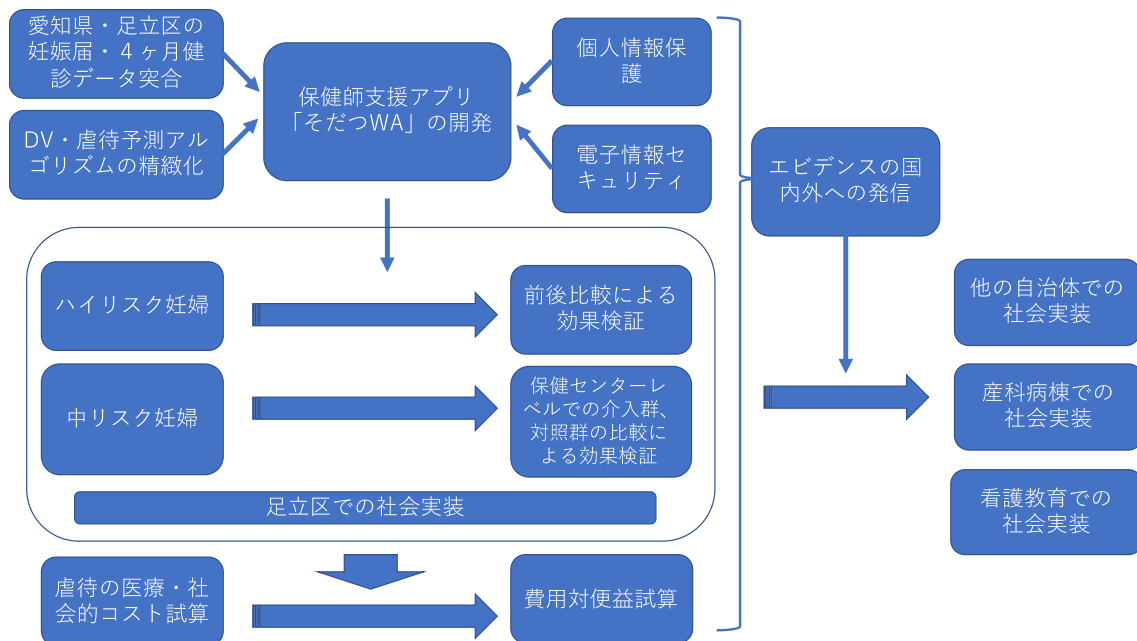 愛知県・足立区の
妊娠届・４ヶ月健
診データ突合
DV・虐待予測アル
ゴリズムの精緻化
保健師支援アプリ
「そだつWA」の開発
個人情報保
護
電子情報セ
キュリティ
エビデンスの国
内外への発信
ハイリスク妊婦
前後比較による
効果検証
中リスク妊婦
保健センターレ
ベルでの介入群、
対照群の比較に
よる効果検証
足立区での社会実装
虐待の医療・社
会的コスト試算
費用対便益試算
他の自治体での
社会実装
産科病棟での
社会実装
看護教育での
社会実装